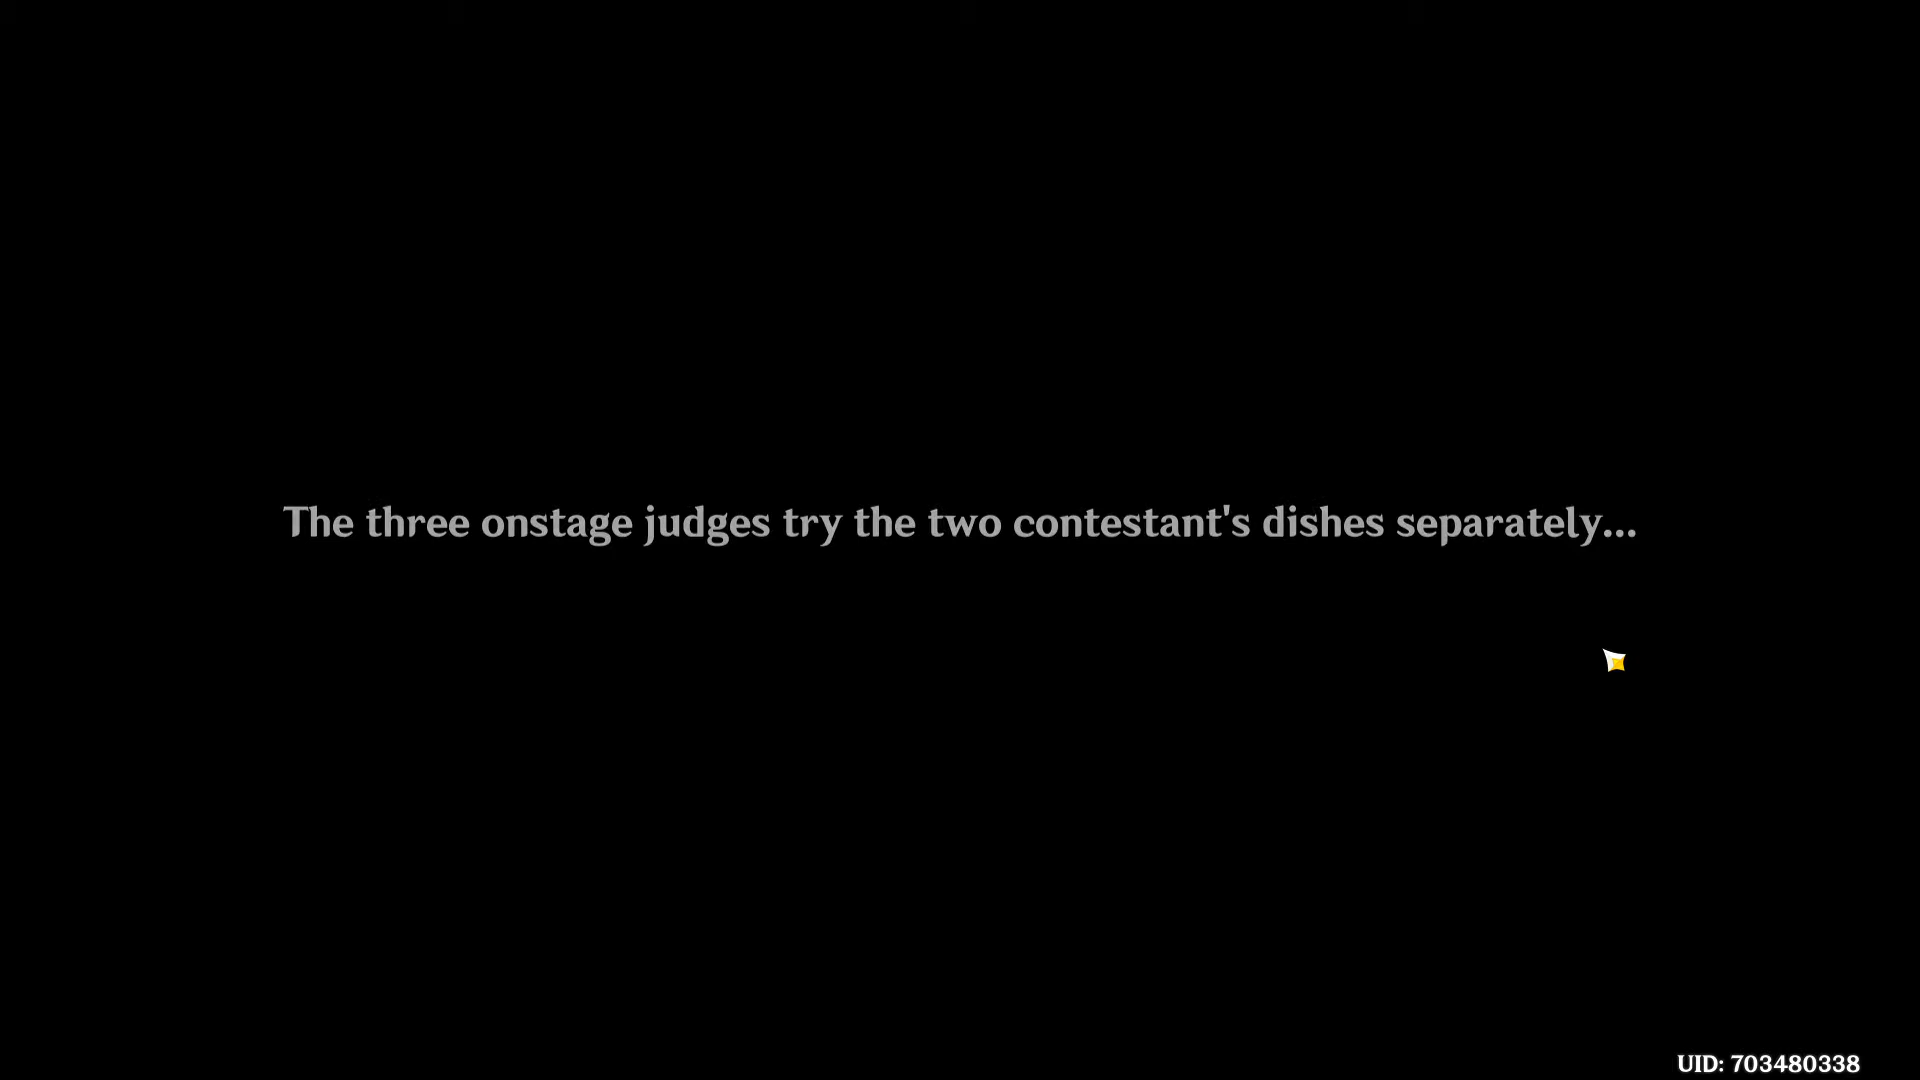 The three onstage judges try the two contestant's dishes separately...
UID: 703480338